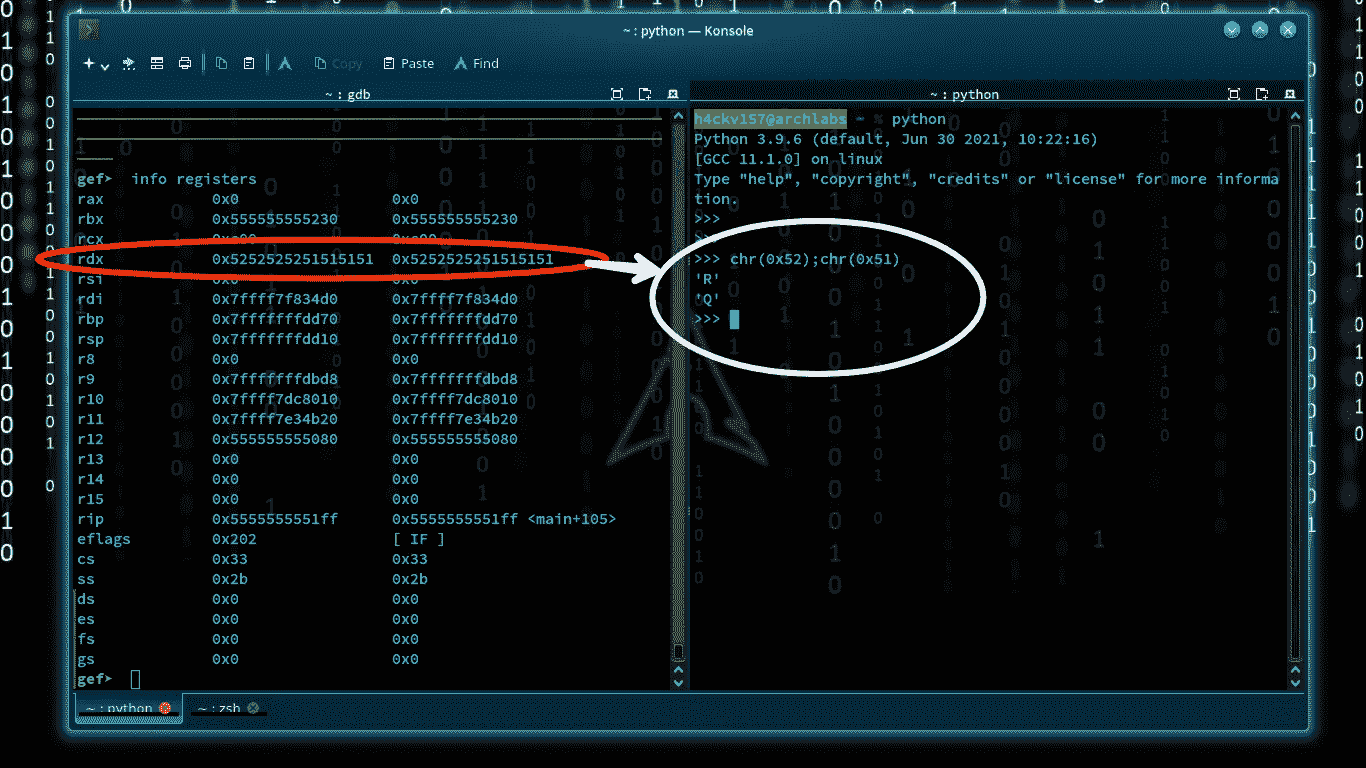 ~ : python — Konsole
Copy Paste Find
~ : gdb
gef➤ info registers
rax 0x0 0x0
rbx 0x555555555230 0x555555555230
rcx 0xc00 0xc00
rdx 0x5252525251515151 0x5252525251515151
rsi 0x0 0x0
rdi 0x7ffff7f834d0 0x7ffff7f834d0
rbp 0x7fffffffdd70 0x7fffffffdd70
rsp 0x7fffffffdd10 0x7fffffffdd10
r8 0x0 0x0
r9 0x7fffffffdbd8 0x7fffffffdbd8
r10 0x7ffff7dc8010 0x7ffff7dc8010
r11 0x7ffff7e34b20 0x7ffff7e34b20
r12 0x555555555080 0x555555555080
r13 0x0 0x0
r14 0x0 0x0
r15 0x0 0x0
rip 0x5555555551ff 0x5555555551ff <main+105>
eflags 0x202 [ IF ]
cs 0x33 0x33
ss 0x2b 0x2b
ds 0x0 0x0
es 0x0 0x0
fs 0x0 0x0
gs 0x0 0x0
gef➤
~ : python
h4ckv157@archlabs ~ % python
Python 3.9.6 (default, Jun 30 2021, 10:22:16)
[GCC 11.1.0] on linux
Type "help", "copyright", "credits" or "license" for more informa
tion.
>>>
>>>
>>> chr(0x52);chr(0x51)
'R'
'Q'
>>>
~ : python ~ : zsh